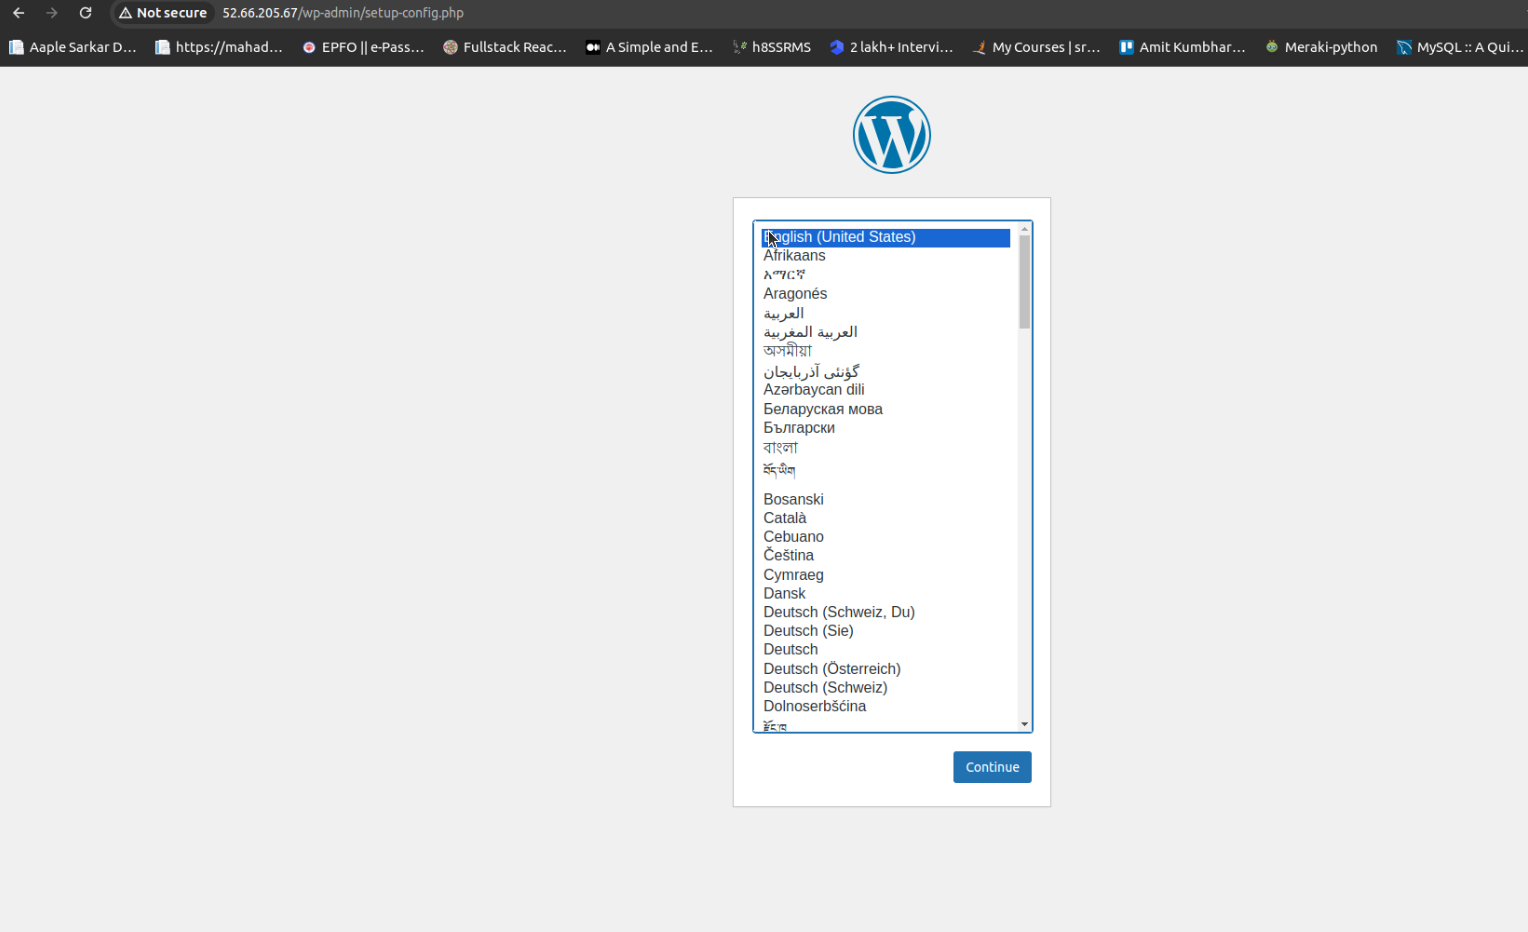 Not secure 52.66.205.67/wp-admin/setup-config.php
Aaple Sarkar D... https://mahad... EPFO || e-Pass... Fullstack Reac... A Simple and E... h8SSRMS 2 lakh+ Intervi... My Courses | sr... Amit Kumbhar... Meraki-python MySQL :: A Qui...
English (United States)
Afrikaans
አማርኛ
Aragonés
العربية
العربية المغربية
অসমীয়া
گؤنئی آذربایجان
Azərbaycan dili
Беларуская мова
Български
বাংলা
བོད་ཡིག
Bosanski
Català
Cebuano
Čeština
Cymraeg
Dansk
Deutsch (Schweiz, Du)
Deutsch (Sie)
Deutsch
Deutsch (Österreich)
Deutsch (Schweiz)
Dolnoserbšćina
རྫོང་ཁ
Continue